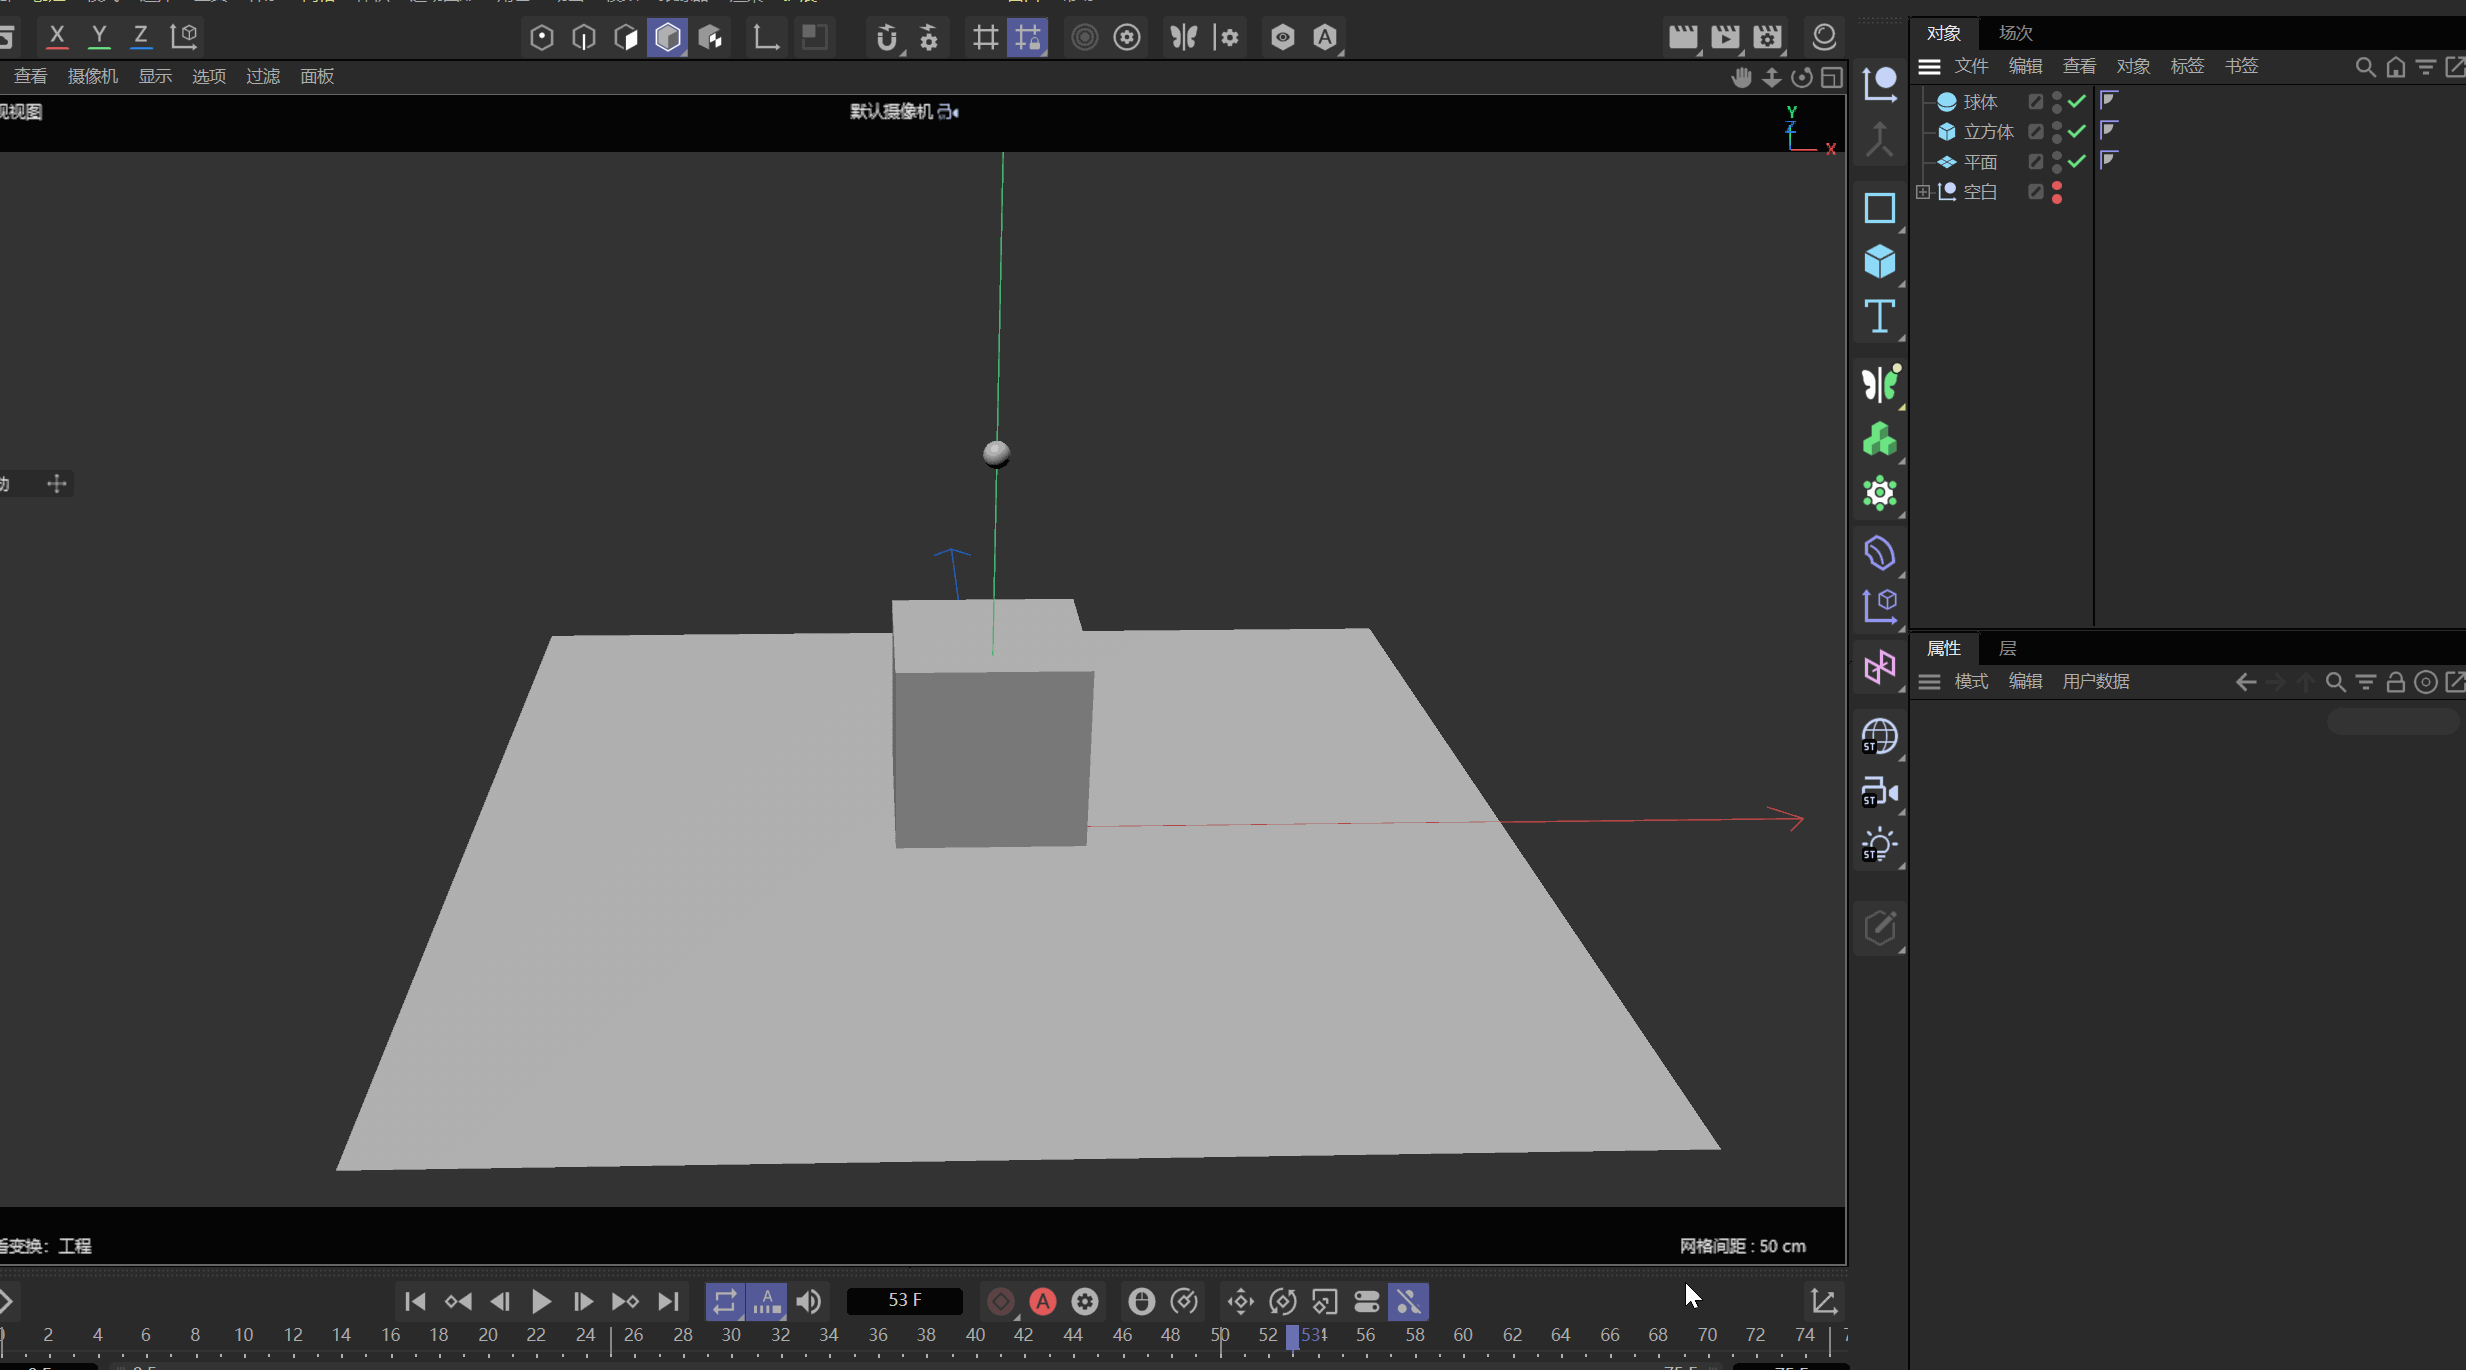 X Y Z
对象 场次
查看 摄像机 显示 选项 过滤 面板
文件 编辑 查看 对象 标签 书签
视图
默认摄像机
Y
Z
X
球体
立方体
平面
空白
T
动
属性 层
模式 编辑 用户数据
ST
ST
ST
变换：工程
网格间距 : 50 cm
A
53 F
A
2 4 6 8 10 12 14 16 18 20 22 24 26 28 30 32 34 36 38 40 42 44 46 48 50 52 53 56 58 60 62 64 66 68 70 72 74